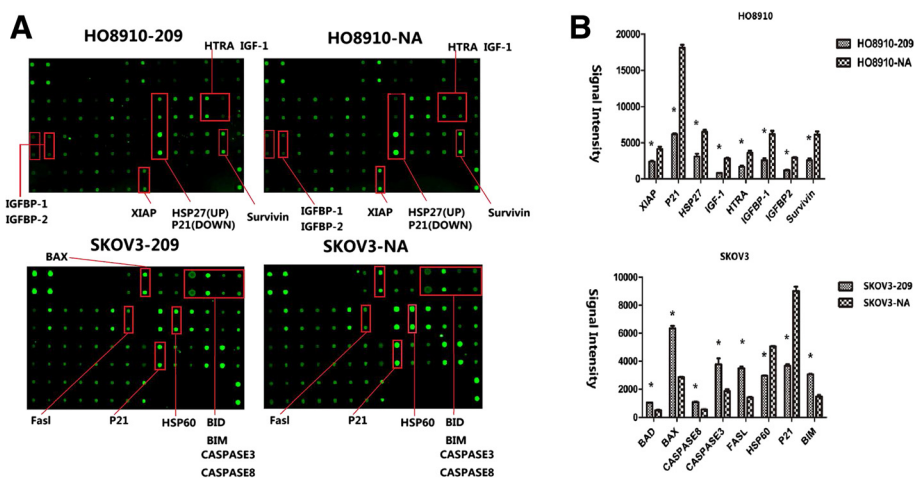 A
HO8910-209
HO8910-NA
HTRA IGF-1
HTRA IGF-1
IGFBP-1
IGFBP-2
XIAP
HSP27(UP)
P21(DOWN)
Survivin
IGFBP-1
IGFBP-2
XIAP
HSP27(UP)
P21(DOWN)
Survivin
SKOV3-209
SKOV3-NA
BAX
Fasl
P21
HSP60
BID
BIM
CASPASE3
CASPASE8
Fasl
P21
HSP60
BID
BIM
CASPASE3
CASPASE8
B
HO8910
Signal Intensity
20000
15000
10000
5000
0
* * * * * * * *
HO8910-209
HO8910-NA
XIAP
P21
HSP27
IGF-1
HTRA
IGFBP-1
IGFBP2
Survivin
SKOV3
Signal Intensity
10000
8000
6000
4000
2000
0
* * * * * * * *
SKOV3-209
SKOV3-NA
BAD
BAX
CASPASE8
CASPASE3
FASL
HSP60
P21
BIM